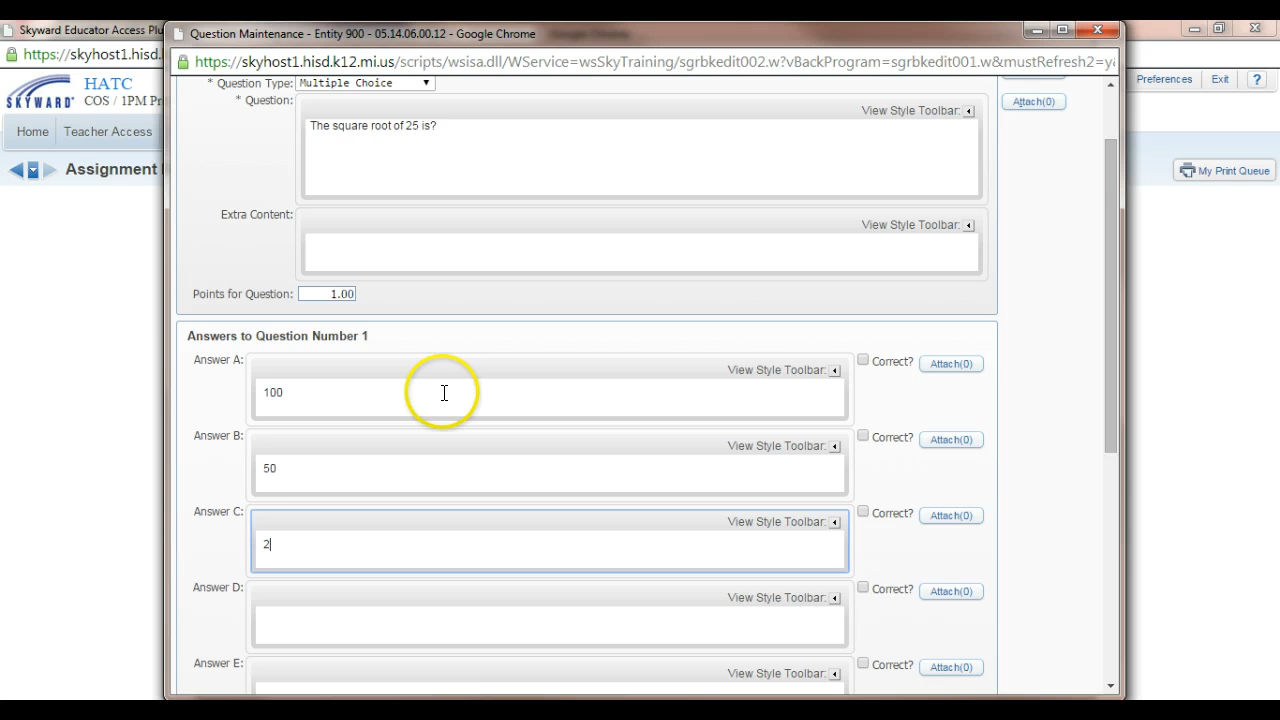 Skyward Educator Access Plu
Question Maintenance - Entity 900 - 05.14.06.00.12 - Google Chrome
https://skyhost1.hisd.
https://skyhost1.hisd.k12.mi.us/scripts/wsisa.dll/WService=wsSkyTraining/sgrbkedit002.w?vBackProgram=sgrbkedit001.w&mustRefresh2=y
SKYWARD
HATC
COS / 1PM Pr
Preferences
Exit
?
Home
Teacher Access
Assignment
My Print Queue
* Question Type:
Multiple Choice
* Question:
Attach(0)
View Style Toolbar:
The square root of 25 is?
Extra Content:
View Style Toolbar:
Points for Question:
1.00
Answers to Question Number 1
Answer A:
View Style Toolbar:
Correct?
Attach(0)
100
Answer B:
View Style Toolbar:
Correct?
Attach(0)
50
Answer C:
View Style Toolbar:
Correct?
Attach(0)
2
Answer D:
View Style Toolbar:
Correct?
Attach(0)
Answer E:
View Style Toolbar:
Correct?
Attach(0)